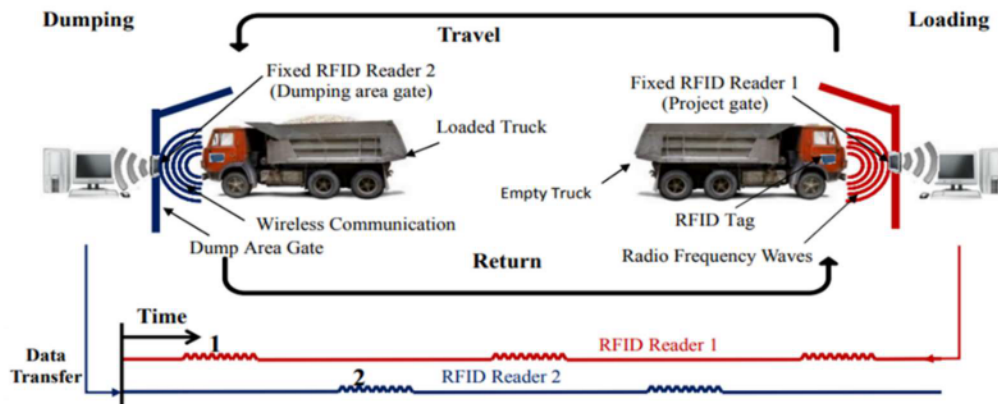 Dumping
Loading
Travel
Fixed RFID Reader 2
(Dumping area gate)
Fixed RFID Reader 1
(Project gate)
Loaded Truck
Empty Truck
Wireless Communication
Dump Area Gate
RFID Tag
Radio Frequency Waves
Return
Time
1
RFID Reader 1
Data
Transfer
2
RFID Reader 2